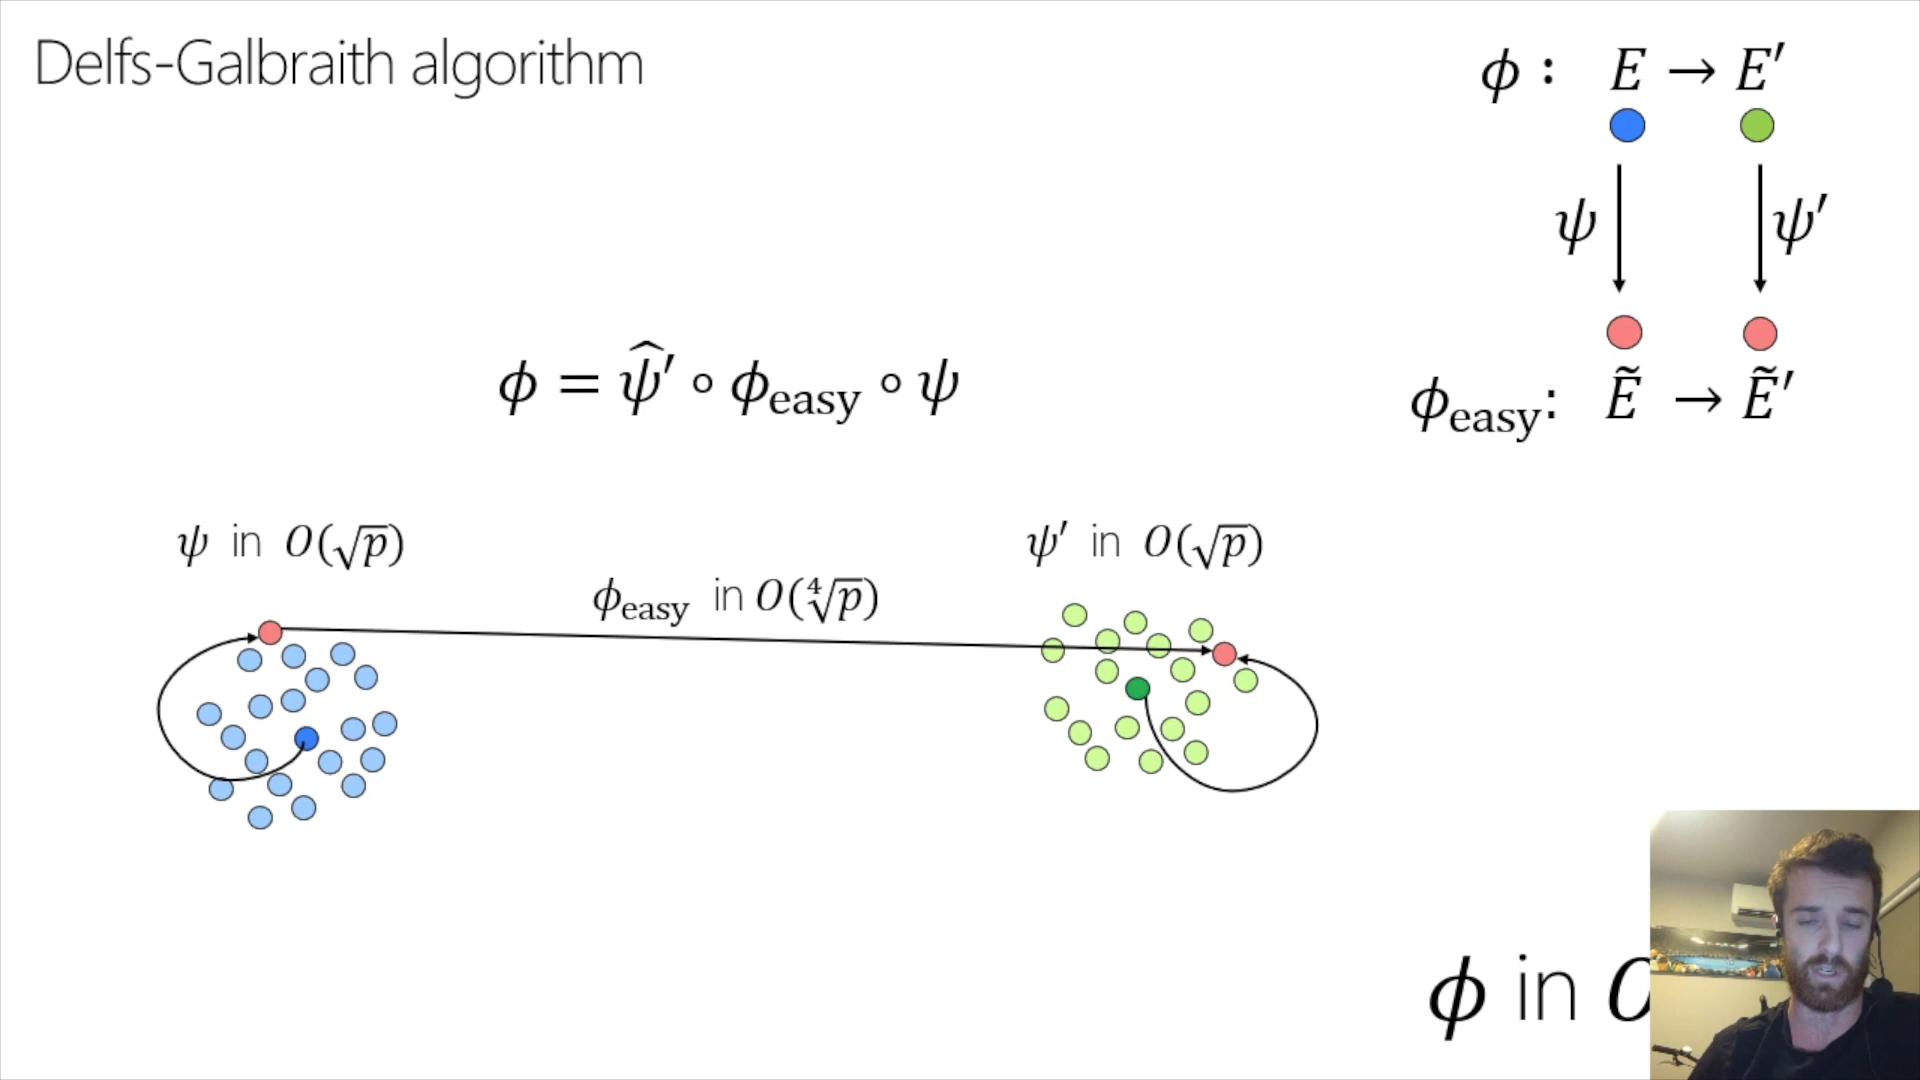 Delfs-Galbraith algorithm
ϕ : E → E′
ψ ψ′
ϕ = ψ̂′ ∘ ϕ_easy ∘ ψ
ϕ_easy: Ẽ → Ẽ′
ψ in O(√p)
ψ′ in O(√p)
ϕ_easy in O(∜p)
ϕ in O